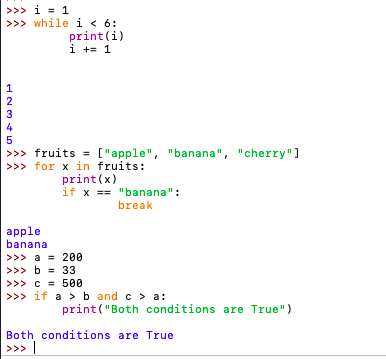 >>> i = 1
>>> while i < 6:
        print(i)
        i += 1
1
2
3
4
5
>>> fruits = ["apple", "banana", "cherry"]
>>> for x in fruits:
        print(x)
        if x == "banana":
                break
apple
banana
>>> a = 200
>>> b = 33
>>> c = 500
>>> if a > b and c > a:
        print("Both conditions are True")
Both conditions are True
>>>